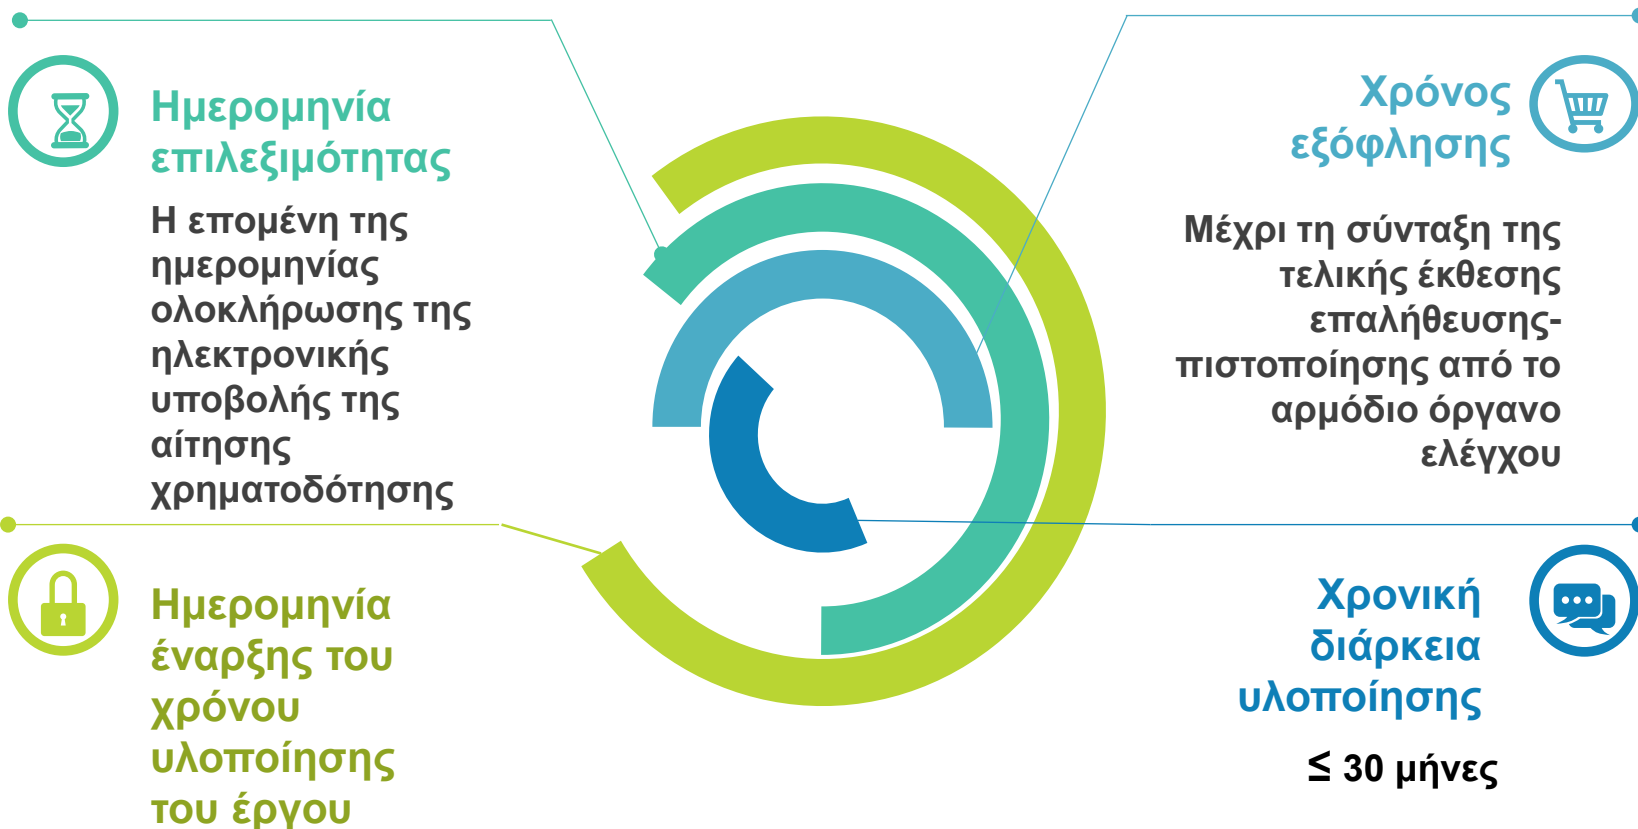 Ημερομηνία
επιλεξιμότητας
Η επομένη της
ημερομηνίας
ολοκλήρωσης της
ηλεκτρονικής
υποβολής της
αίτησης
χρηματοδότησης
Χρόνος
εξόφλησης
Μέχρι τη σύνταξη της
τελικής έκθεσης
επαλήθευσης-
πιστοποίησης από το
αρμόδιο όργανο
ελέγχου
Ημερομηνία
έναρξης του
χρόνου
υλοποίησης
του έργου
Χρονική
διάρκεια
υλοποίησης
≤ 30 μήνες